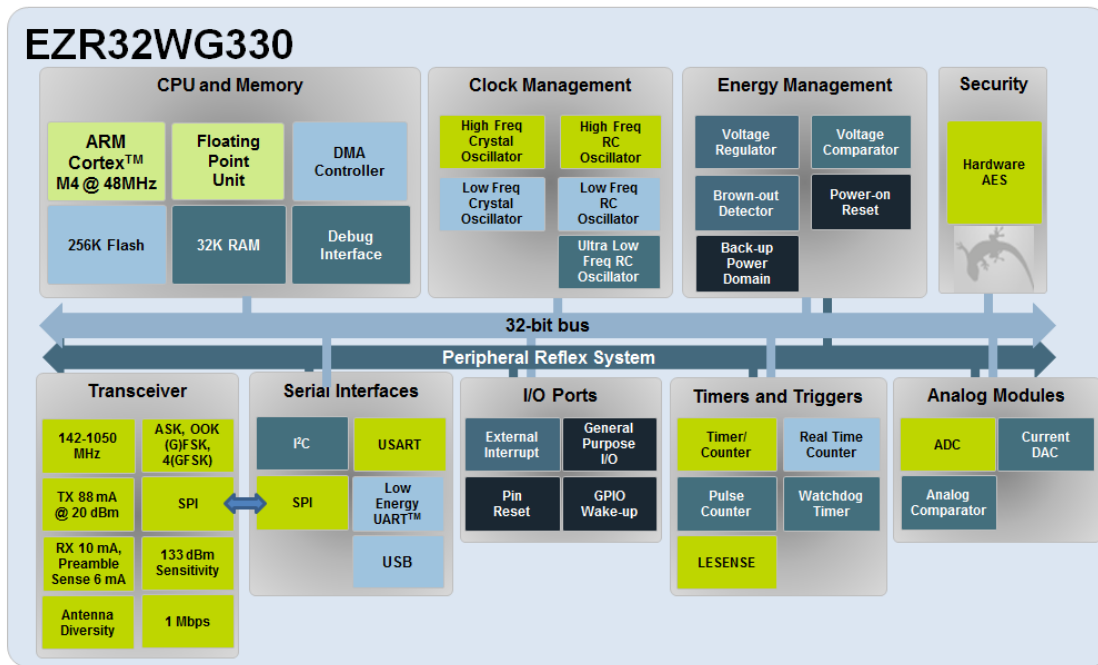 EZR32WG330
CPU and Memory
ARM
Cortex™
M4 @ 48MHz
Floating
Point
Unit
DMA
Controller
256K Flash
32K RAM
Debug
Interface
Clock Management
High Freq
Crystal
Oscillator
High Freq
RC
Oscillator
Low Freq
Crystal
Oscillator
Low Freq
RC
Oscillator
Ultra Low
Freq RC
Oscillator
Energy Management
Voltage
Regulator
Voltage
Comparator
Brown-out
Detector
Power-on
Reset
Back-up
Power
Domain
Security
Hardware
AES
32-bit bus
Peripheral Reflex System
Transceiver
142-1050
MHz
ASK, OOK
(G)FSK,
4(GFSK)
TX 88 mA
@ 20 dBm
SPI
RX 10 mA,
Preamble
Sense 6 mA
133 dBm
Sensitivity
Antenna
Diversity
1 Mbps
Serial Interfaces
I²C
USART
SPI
Low
Energy
UART™
USB
I/O Ports
External
Interrupt
General
Purpose
I/O
Pin
Reset
GPIO
Wake-up
Timers and Triggers
Timer/
Counter
Real Time
Counter
Pulse
Counter
Watchdog
Timer
LESENSE
Analog Modules
ADC
Current
DAC
Analog
Comparator